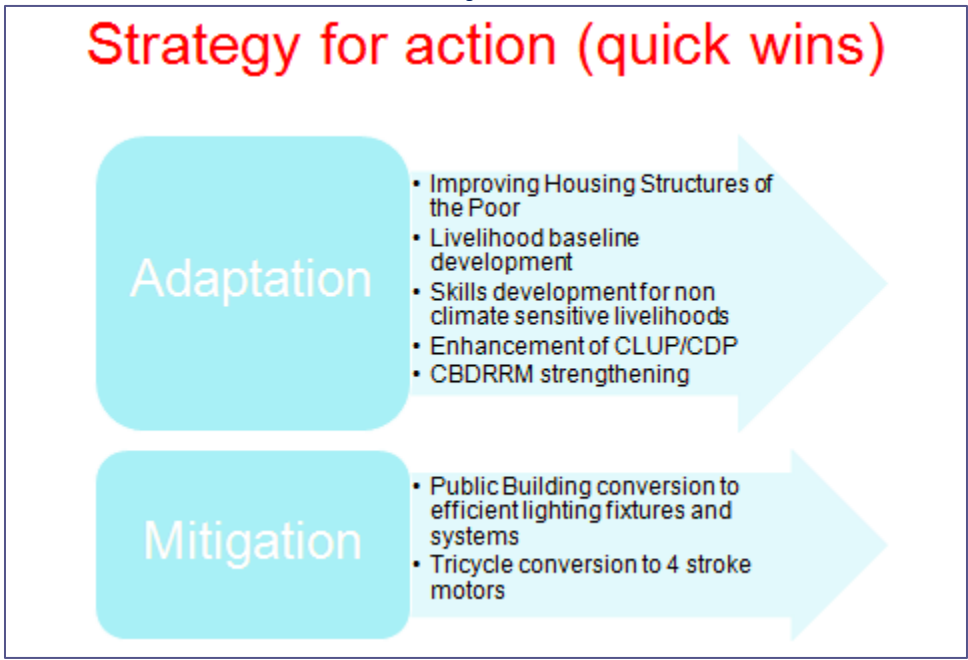 Strategy for action (quick wins)
Adaptation
• Improving Housing Structures of
the Poor
• Livelihood baseline
development
• Skills development for non
climate sensitive livelihoods
• Enhancement of CLUP/CDP
• CBDRRM strengthening
Mitigation
• Public Building conversion to
efficient lighting fixtures and
systems
• Tricycle conversion to 4 stroke
motors